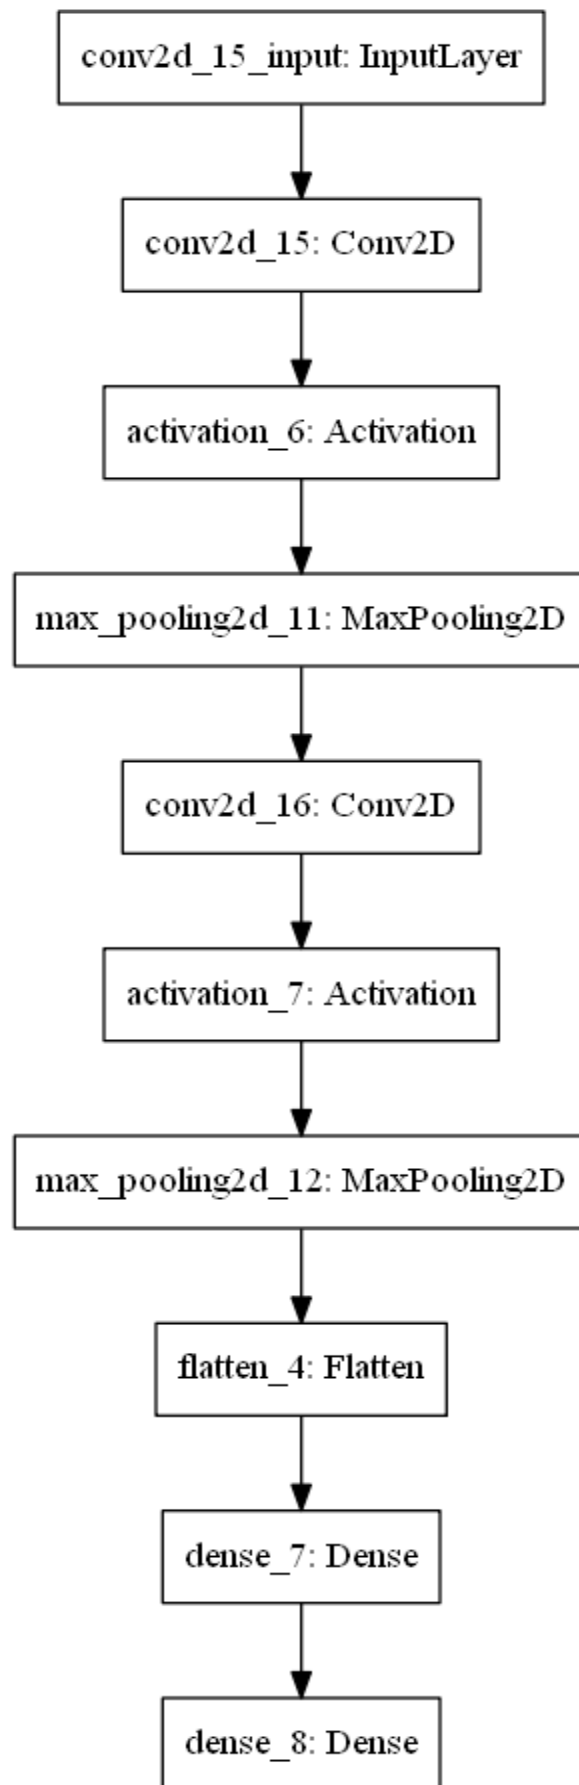 conv2d_15_input: InputLayer
conv2d_15: Conv2D
activation_6: Activation
max_pooling2d_11: MaxPooling2D
conv2d_16: Conv2D
activation_7: Activation
max_pooling2d_12: MaxPooling2D
flatten_4: Flatten
dense_7: Dense
dense_8: Dense